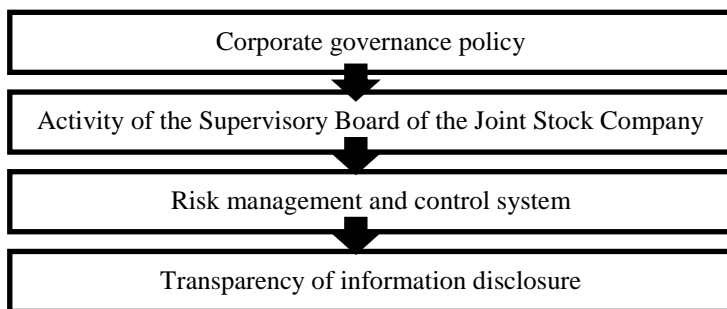 Corporate governance policy
Activity of the Supervisory Board of the Joint Stock Company
Risk management and control system
Transparency of information disclosure